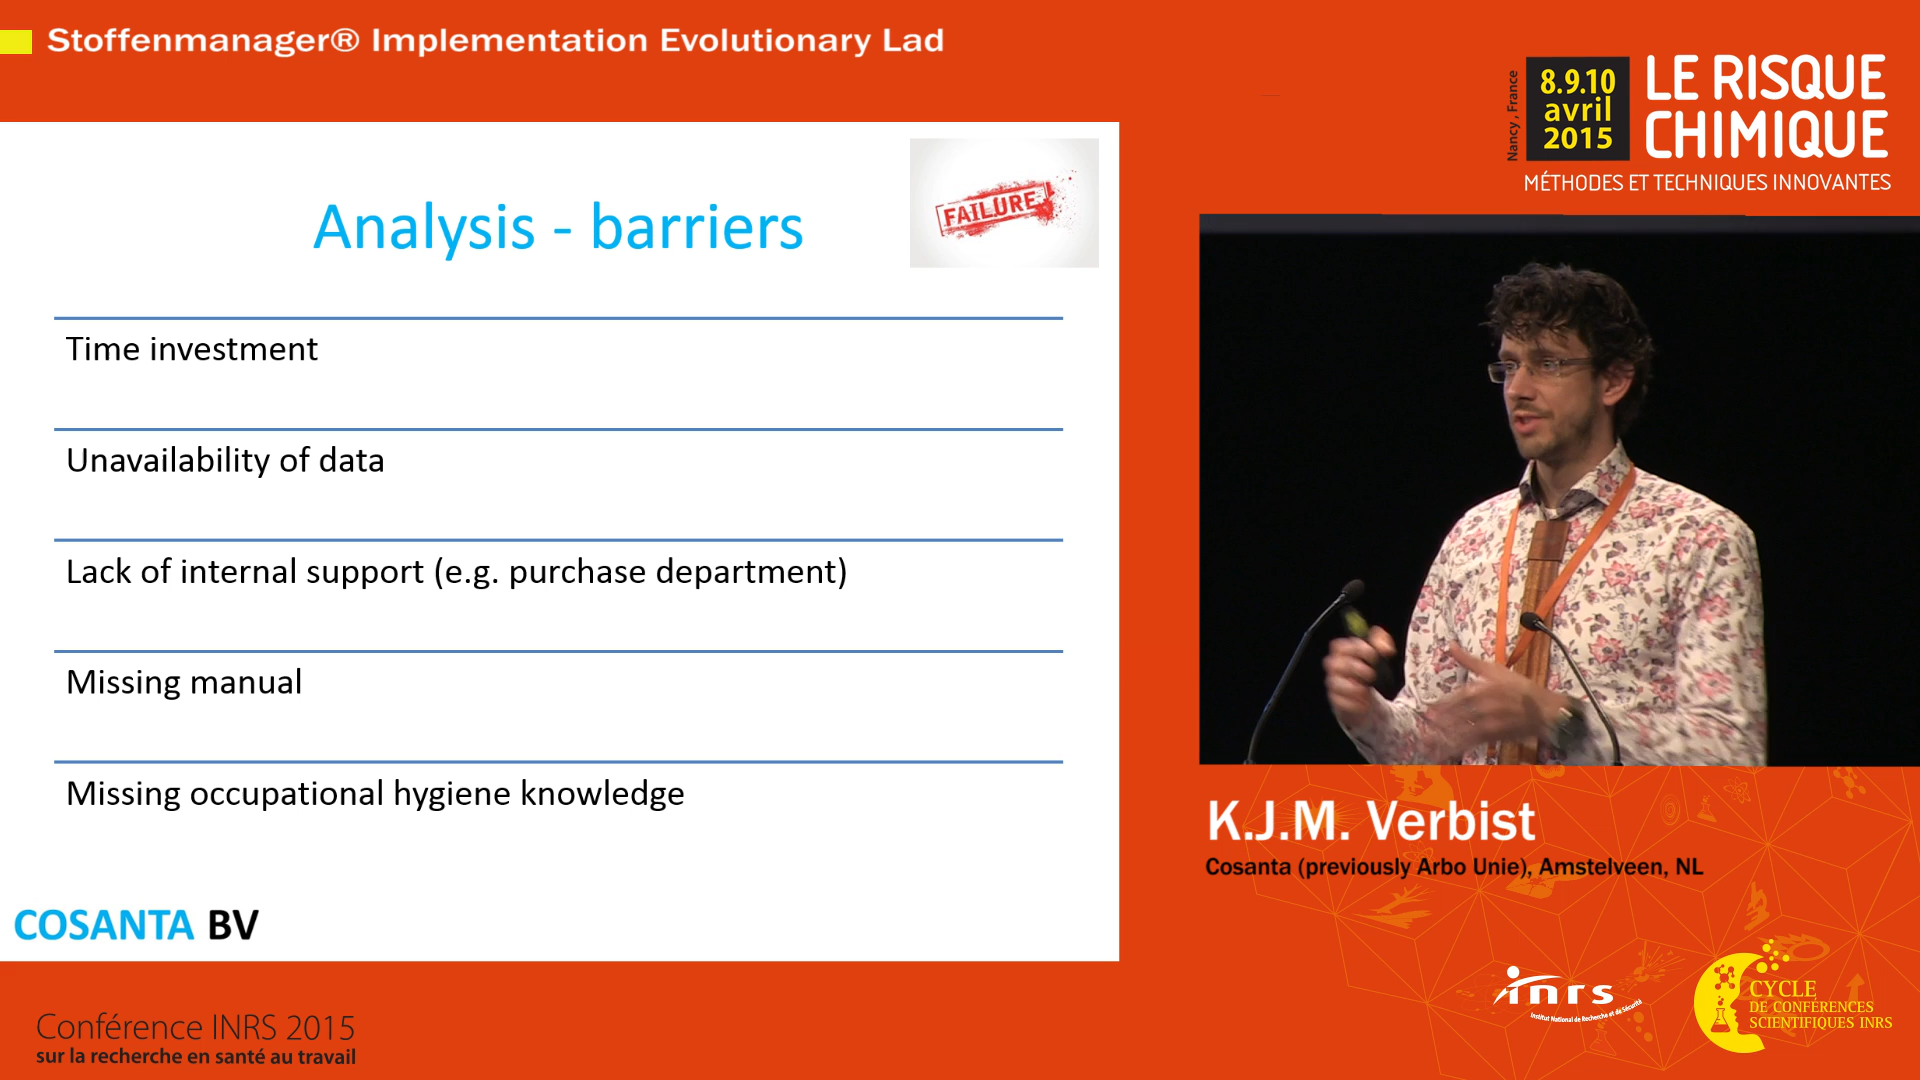 Stoffenmanager® Implementation Evolutionary Lad
Nancy, France
8.9.10
avril
2015
LE RISQUE
CHIMIQUE
MÉTHODES ET TECHNIQUES INNOVANTES
Analysis - barriers
FAILURE
Time investment
Unavailability of data
Lack of internal support (e.g. purchase department)
Missing manual
Missing occupational hygiene knowledge
COSANTA BV
K.J.M. Verbist
Cosanta (previously Arbo Unie), Amstelveen, NL
inrs
Institut National de Recherche et de Sécurité
CYCLE
DE CONFÉRENCES
SCIENTIFIQUES INRS
Conférence INRS 2015
sur la recherche en santé au travail